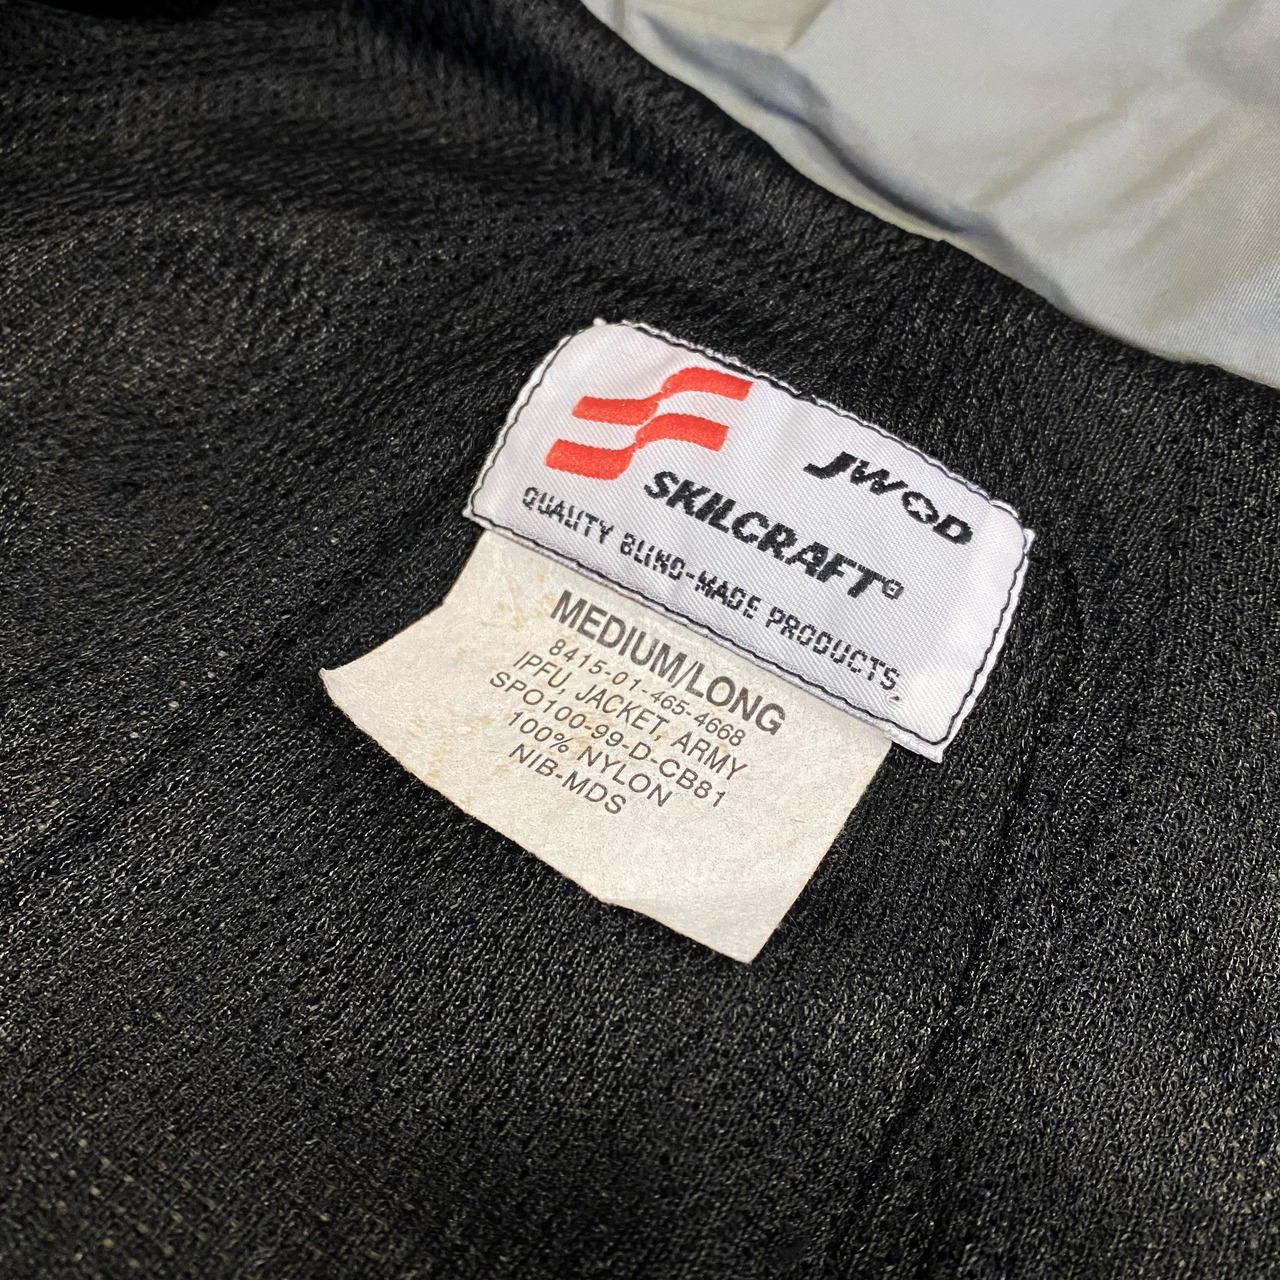 JWOD
SKILCRAFT®
QUALITY BLIND-MADE PRODUCTS
MEDIUM/LONG
8415-01-465-4668
IPFU, JACKET, ARMY
SPO100-99-D-CB81
100% NYLON
NIB-MDS